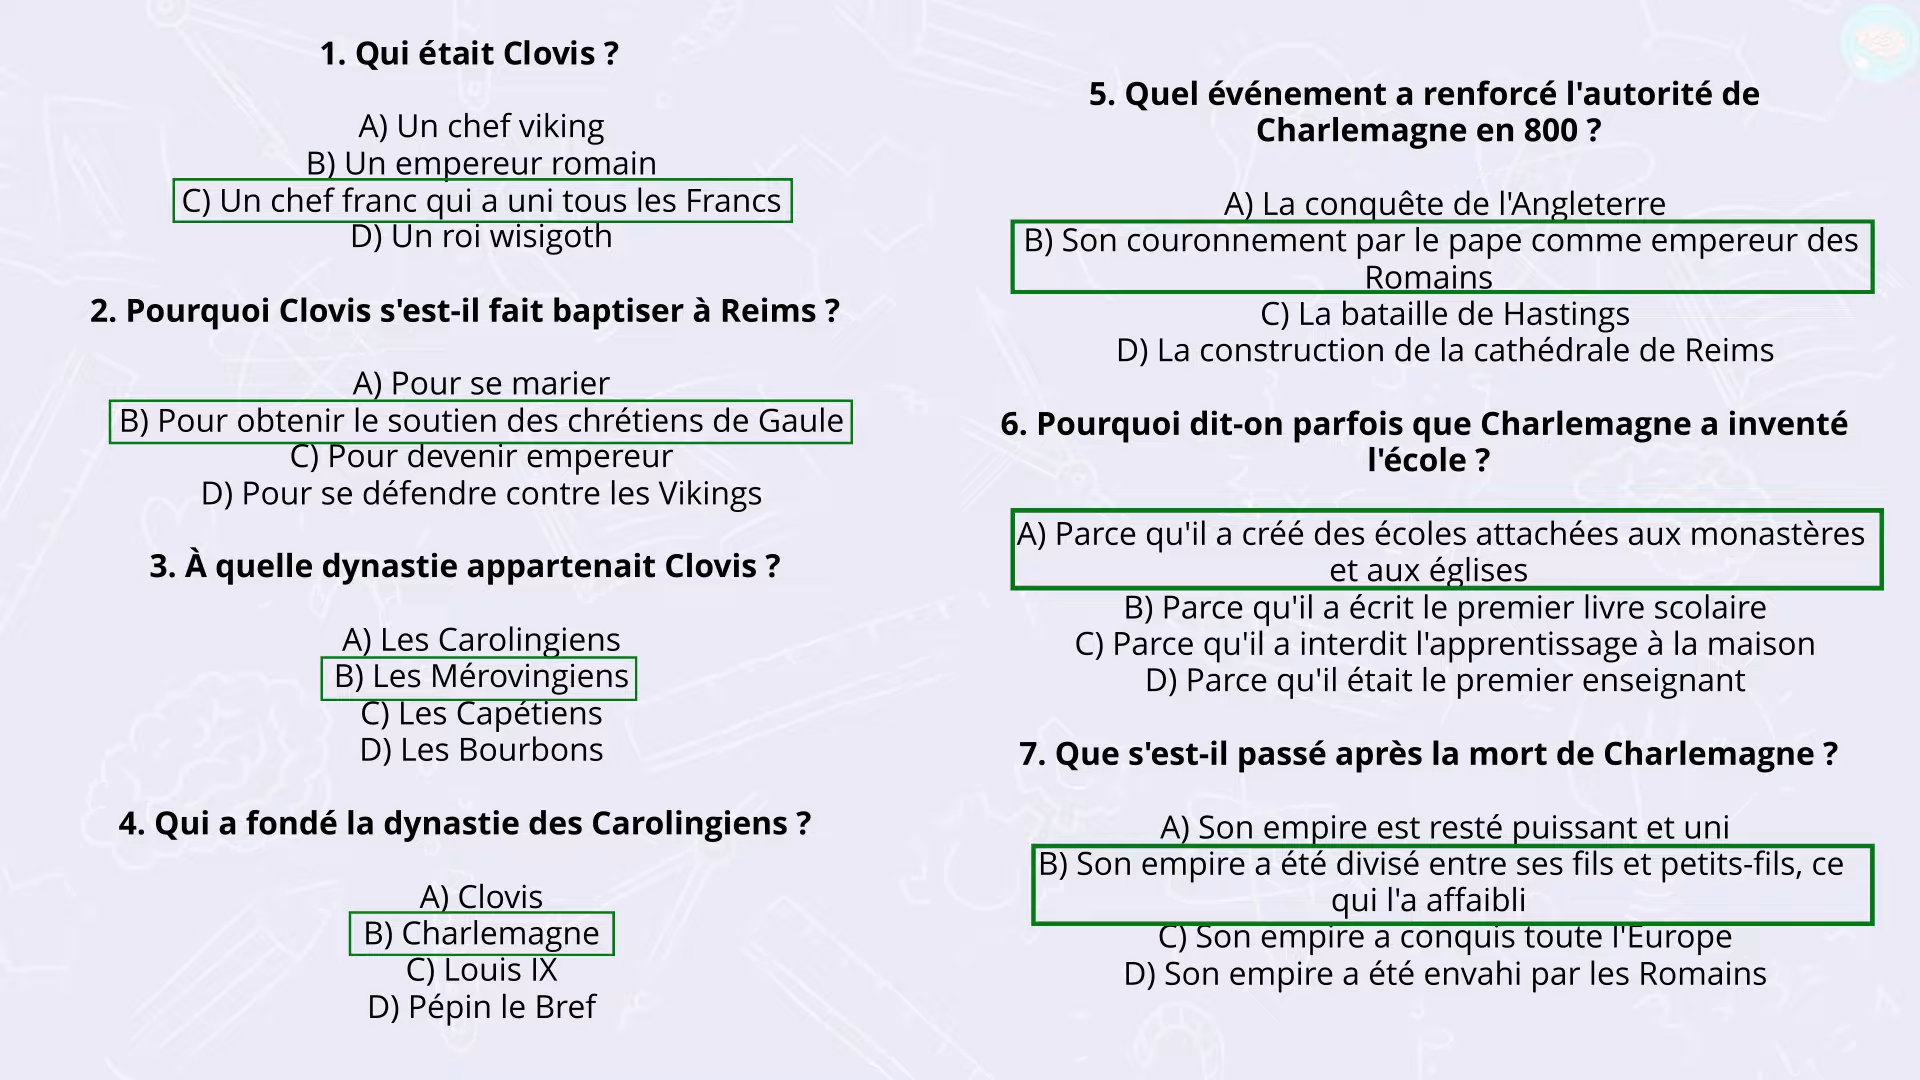 1. Qui était Clovis ?
A) Un chef viking
B) Un empereur romain
C) Un chef franc qui a uni tous les Francs
D) Un roi wisigoth
2. Pourquoi Clovis s'est-il fait baptiser à Reims ?
A) Pour se marier
B) Pour obtenir le soutien des chrétiens de Gaule
C) Pour devenir empereur
D) Pour se défendre contre les Vikings
3. À quelle dynastie appartenait Clovis ?
A) Les Carolingiens
B) Les Mérovingiens
C) Les Capétiens
D) Les Bourbons
4. Qui a fondé la dynastie des Carolingiens ?
A) Clovis
B) Charlemagne
C) Louis IX
D) Pépin le Bref
5. Quel événement a renforcé l'autorité de
Charlemagne en 800 ?
A) La conquête de l'Angleterre
B) Son couronnement par le pape comme empereur des
Romains
C) La bataille de Hastings
D) La construction de la cathédrale de Reims
6. Pourquoi dit-on parfois que Charlemagne a inventé
l'école ?
A) Parce qu'il a créé des écoles attachées aux monastères
et aux églises
B) Parce qu'il a écrit le premier livre scolaire
C) Parce qu'il a interdit l'apprentissage à la maison
D) Parce qu'il était le premier enseignant
7. Que s'est-il passé après la mort de Charlemagne ?
A) Son empire est resté puissant et uni
B) Son empire a été divisé entre ses fils et petits-fils, ce
qui l'a affaibli
C) Son empire a conquis toute l'Europe
D) Son empire a été envahi par les Romains